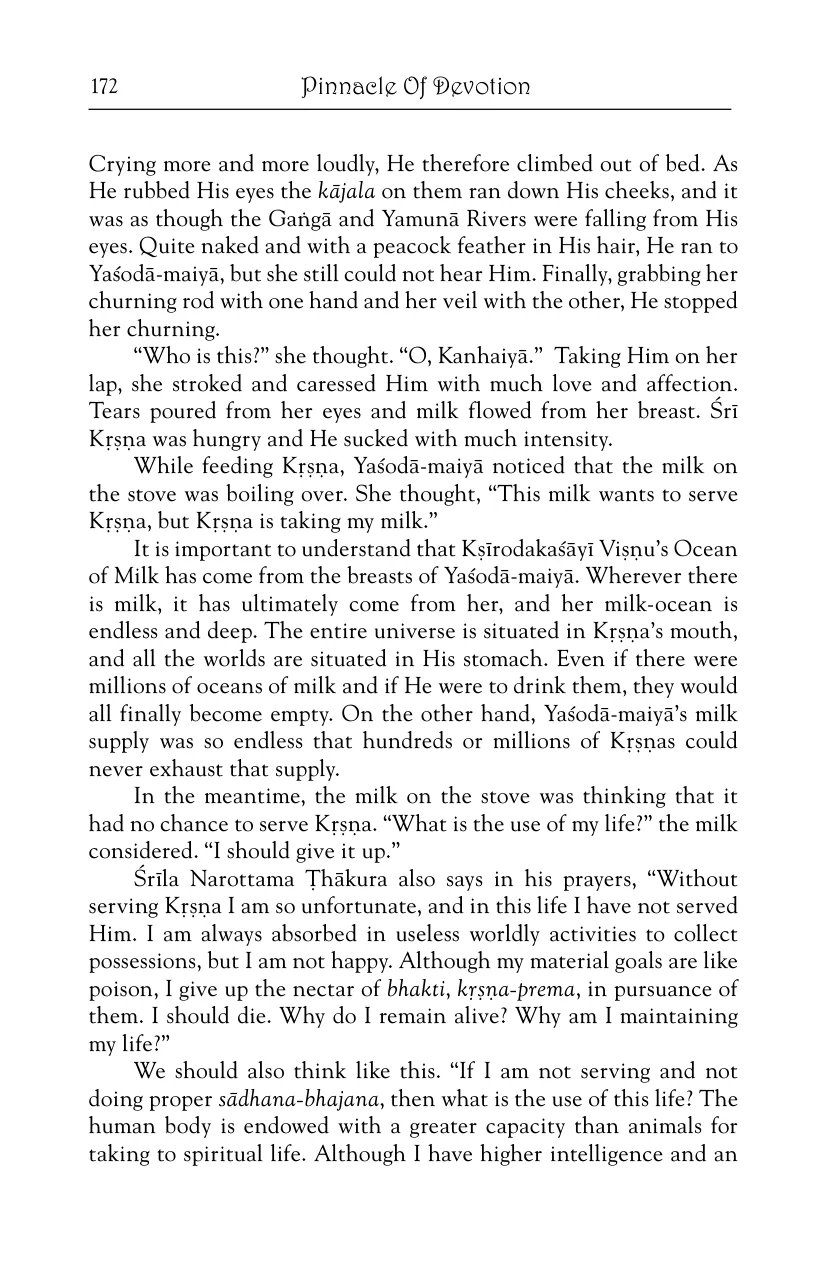 172 Pinnacle Of Devotion
Crying more and more loudly, He therefore climbed out of bed. As
He rubbed His eyes the kājala on them ran down His cheeks, and it
was as though the Gaṅgā and Yamunā Rivers were falling from His
eyes. Quite naked and with a peacock feather in His hair, He ran to
Yaśodā-maiyā, but she still could not hear Him. Finally, grabbing her
churning rod with one hand and her veil with the other, He stopped
her churning.
“Who is this?” she thought. “O, Kanhaiyā.” Taking Him on her
lap, she stroked and caressed Him with much love and affection.
Tears poured from her eyes and milk flowed from her breast. Śrī
Kṛṣṇa was hungry and He sucked with much intensity.
While feeding Kṛṣṇa, Yaśodā-maiyā noticed that the milk on
the stove was boiling over. She thought, “This milk wants to serve
Kṛṣṇa, but Kṛṣṇa is taking my milk.”
It is important to understand that Kṣīrodakaśāyī Viṣṇu’s Ocean
of Milk has come from the breasts of Yaśodā-maiyā. Wherever there
is milk, it has ultimately come from her, and her milk-ocean is
endless and deep. The entire universe is situated in Kṛṣṇa’s mouth,
and all the worlds are situated in His stomach. Even if there were
millions of oceans of milk and if He were to drink them, they would
all finally become empty. On the other hand, Yaśodā-maiyā’s milk
supply was so endless that hundreds or millions of Kṛṣṇas could
never exhaust that supply.
In the meantime, the milk on the stove was thinking that it
had no chance to serve Kṛṣṇa. “What is the use of my life?” the milk
considered. “I should give it up.”
Śrīla Narottama Ṭhākura also says in his prayers, “Without
serving Kṛṣṇa I am so unfortunate, and in this life I have not served
Him. I am always absorbed in useless worldly activities to collect
possessions, but I am not happy. Although my material goals are like
poison, I give up the nectar of bhakti, kṛṣṇa-prema, in pursuance of
them. I should die. Why do I remain alive? Why am I maintaining
my life?”
We should also think like this. “If I am not serving and not
doing proper sādhana-bhajana, then what is the use of this life? The
human body is endowed with a greater capacity than animals for
taking to spiritual life. Although I have higher intelligence and an